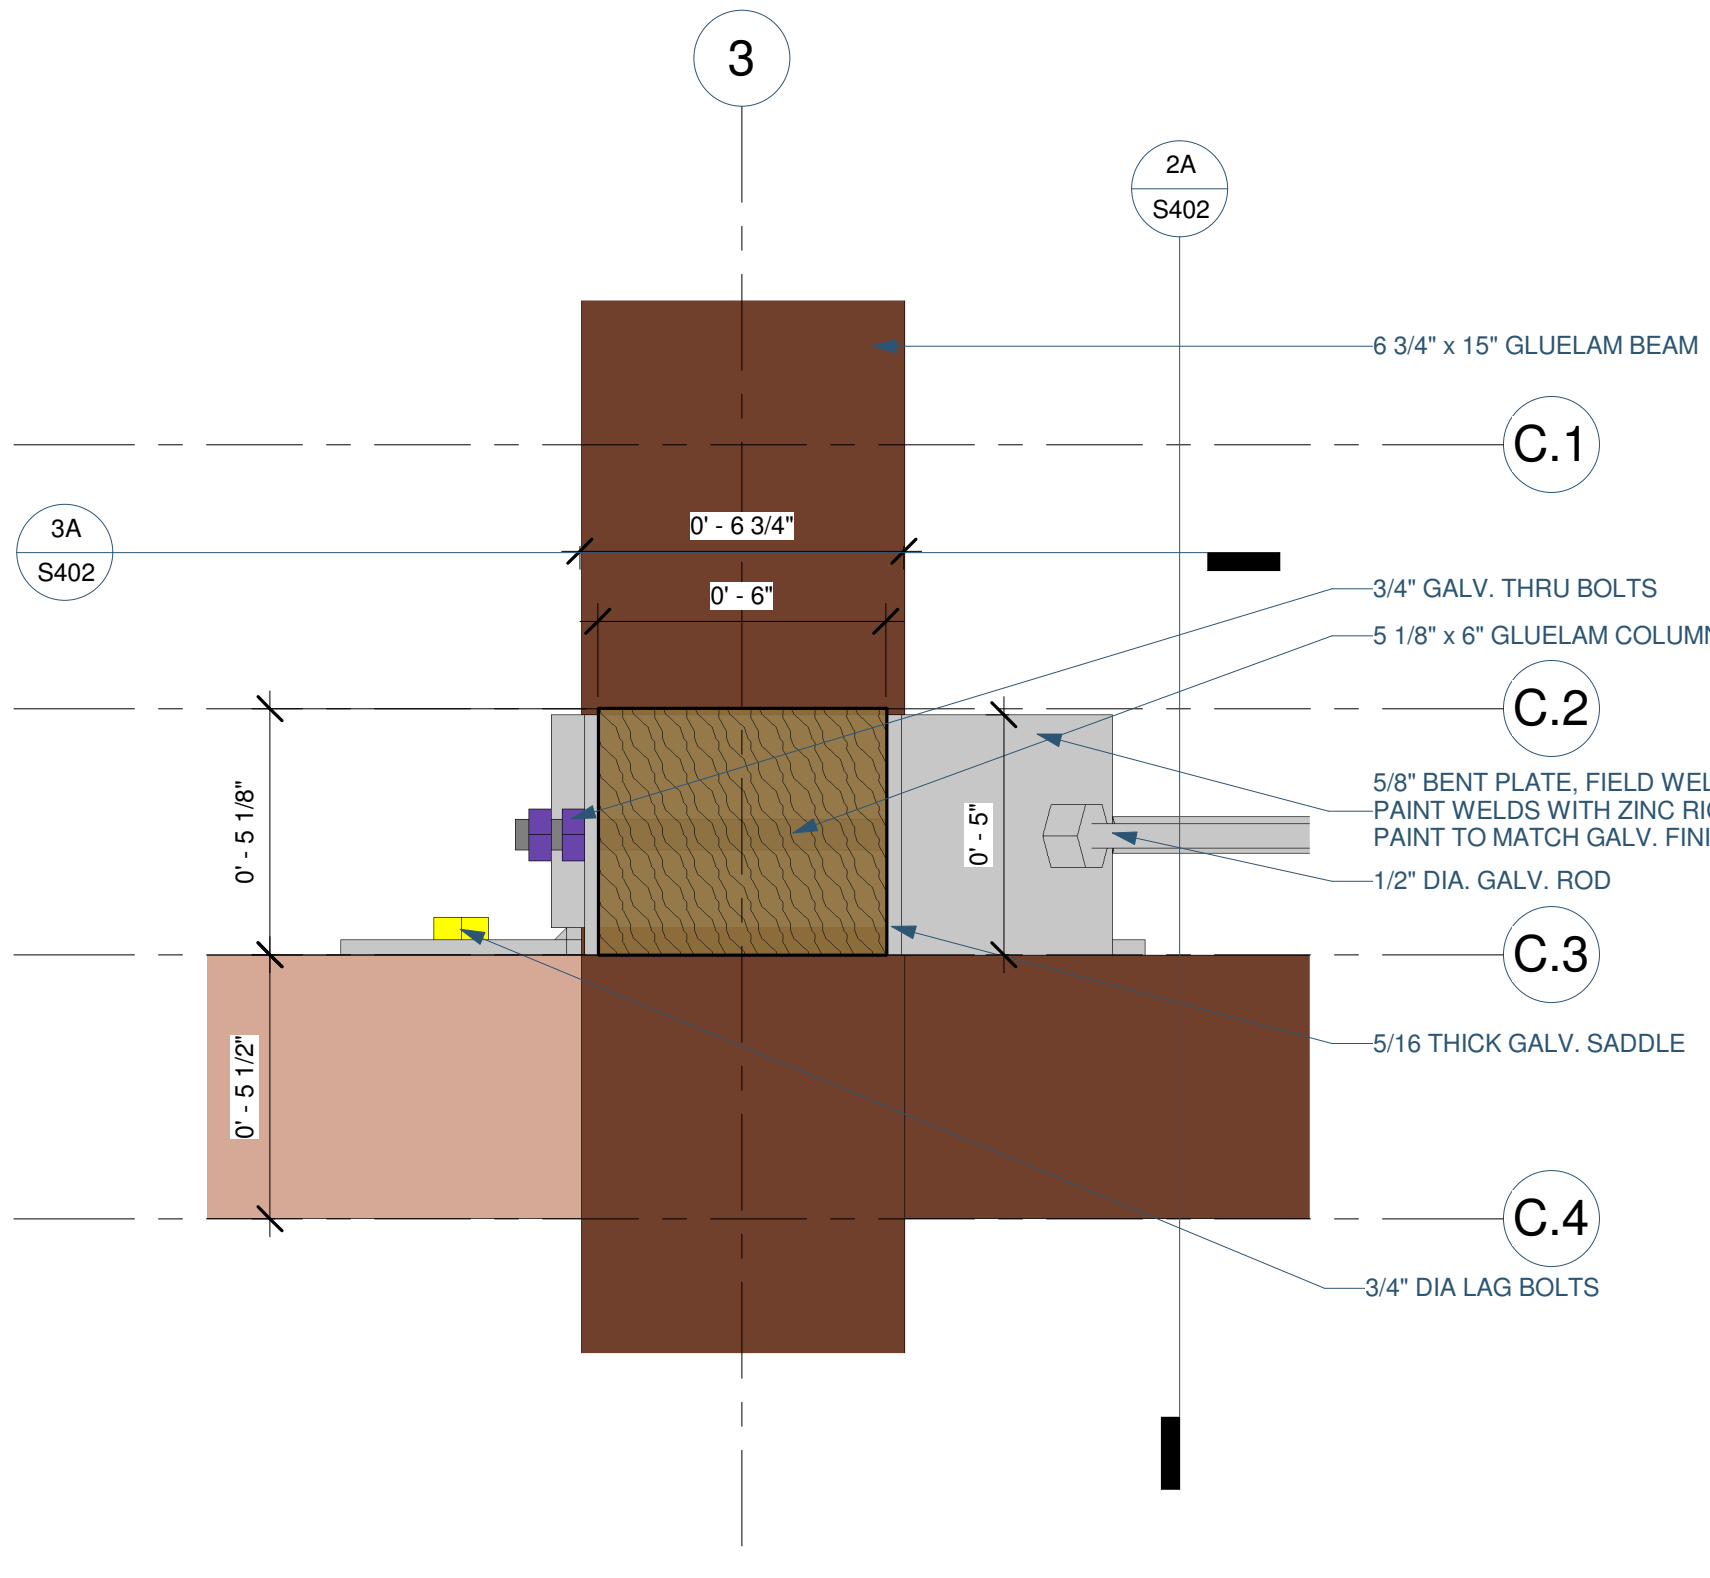 3
2A
S402
6 3/4" x 15" GLUELAM BEAM
C.1
3A
S402
0' - 6 3/4"
0' - 6"
3/4" GALV. THRU BOLTS
5 1/8" x 6" GLUELAM COLUMN
C.2
5/8" BENT PLATE, FIELD WEL
PAINT WELDS WITH ZINC RI
PAINT TO MATCH GALV. FINI
0' - 5 1/8"
0' - 5"
1/2" DIA. GALV. ROD
C.3
5/16 THICK GALV. SADDLE
0' - 5 1/2"
C.4
3/4" DIA LAG BOLTS